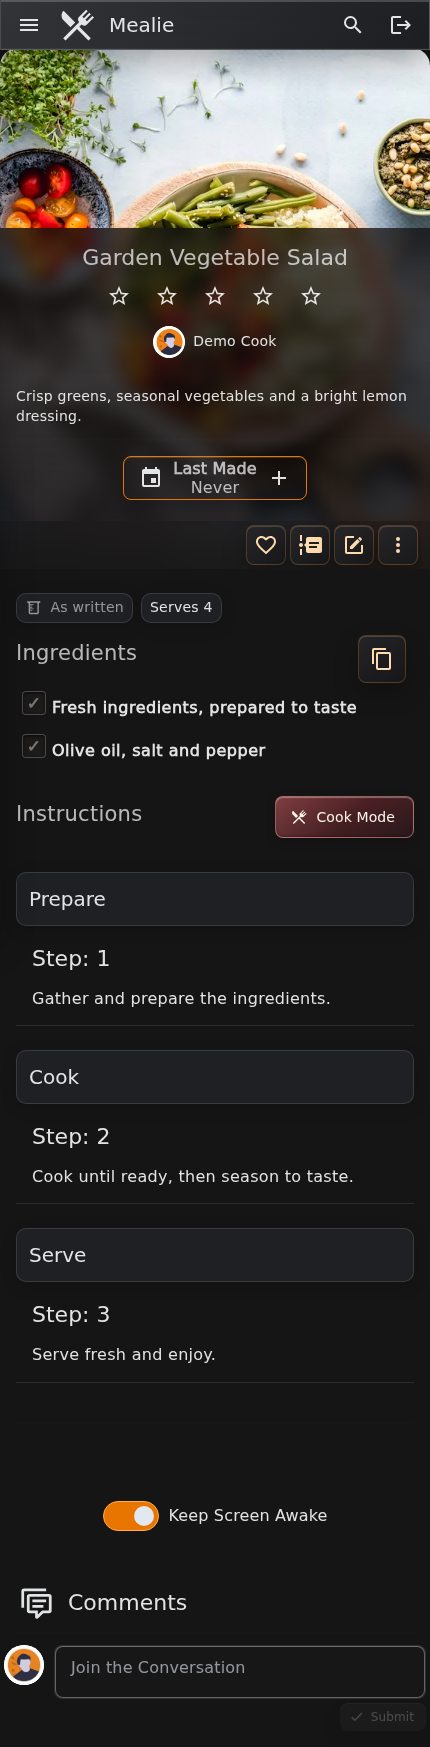 Mealie
Garden Vegetable Salad
Demo Cook
Crisp greens, seasonal vegetables and a bright lemon
dressing.
Last Made
Never
As written
Serves 4
Ingredients
Fresh ingredients, prepared to taste
Olive oil, salt and pepper
Instructions
Cook Mode
Prepare
Step: 1
Gather and prepare the ingredients.
Cook
Step: 2
Cook until ready, then season to taste.
Serve
Step: 3
Serve fresh and enjoy.
Keep Screen Awake
Comments
Join the Conversation
Submit